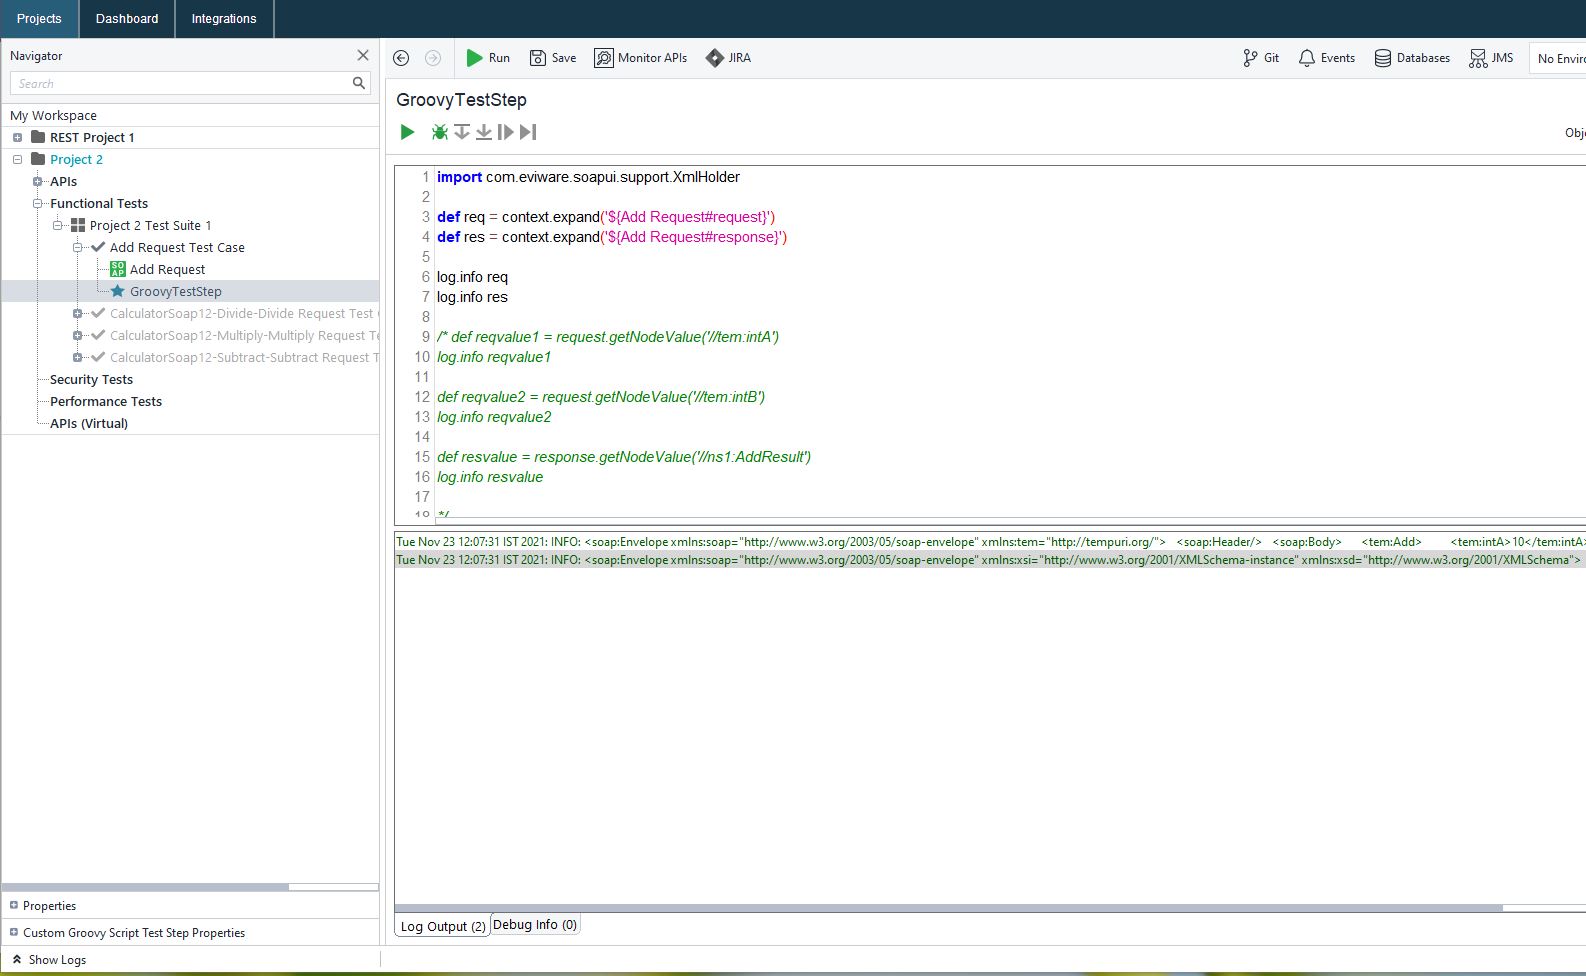 Projects Dashboard Integrations
Navigator
Search
My Workspace
REST Project 1
Project 2
APIs
Functional Tests
Project 2 Test Suite 1
Add Request Test Case
SOAP Add Request
GroovyTestStep
CalculatorSoap12-Divide-Divide Request Test
CalculatorSoap12-Multiply-Multiply Request Te
CalculatorSoap12-Subtract-Subtract Request T
Security Tests
Performance Tests
APIs (Virtual)
Properties
Custom Groovy Script Test Step Properties
Show Logs
Run Save Monitor APIs JIRA Git Events Databases JMS No Enviro
GroovyTestStep
Obje
1 import com.eviware.soapui.support.XmlHolder
2
3 def req = context.expand('${Add Request#request}')
4 def res = context.expand('${Add Request#response}')
5
6 log.info req
7 log.info res
8
9 /* def reqvalue1 = request.getNodeValue('//tem:intA')
10 log.info reqvalue1
11
12 def reqvalue2 = request.getNodeValue('//tem:intB')
13 log.info reqvalue2
14
15 def resvalue = response.getNodeValue('//ns1:AddResult')
16 log.info resvalue
17
18 */
Tue Nov 23 12:07:31 IST 2021: INFO: <soap:Envelope xmlns:soap="http://www.w3.org/2003/05/soap-envelope" xmlns:tem="http://tempuri.org/"> <soap:Header/> <soap:Body> <tem:Add> <tem:intA>10</tem:intA>
Tue Nov 23 12:07:31 IST 2021: INFO: <soap:Envelope xmlns:soap="http://www.w3.org/2003/05/soap-envelope" xmlns:xsi="http://www.w3.org/2001/XMLSchema-instance" xmlns:xsd="http://www.w3.org/2001/XMLSchema">
Log Output (2) Debug Info (0)